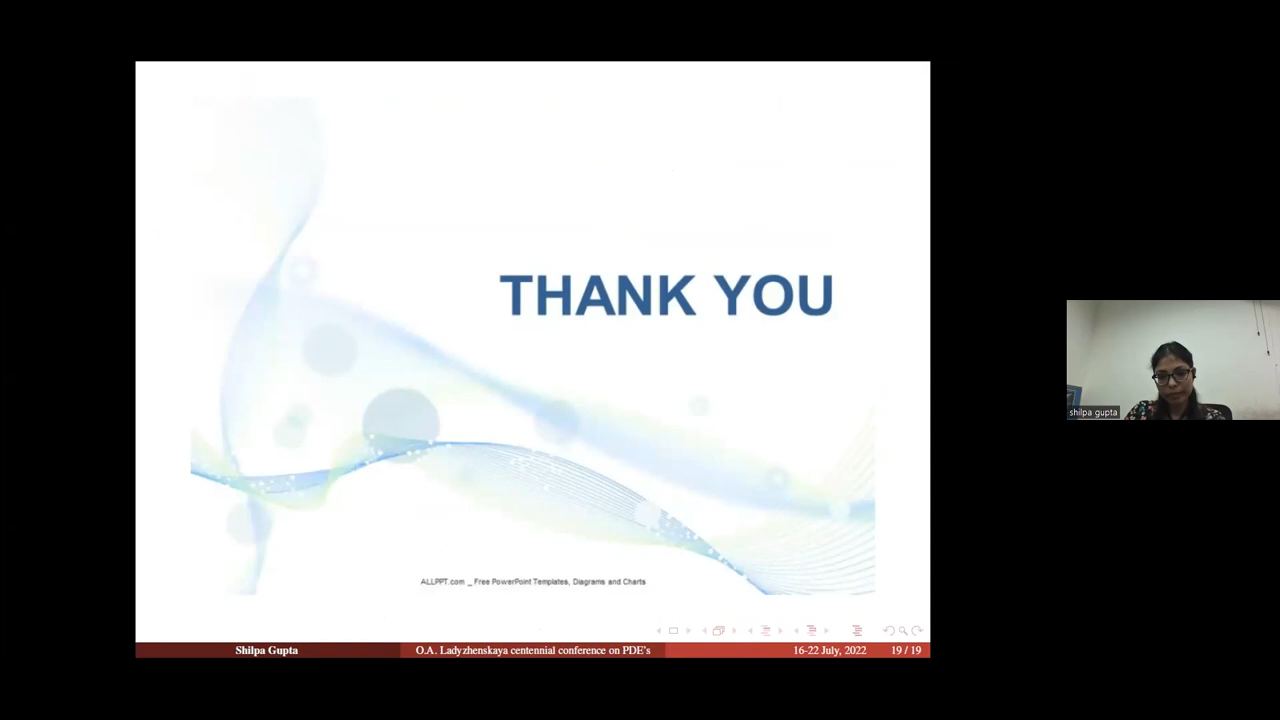 THANK YOU
shilpa gupta
ALLPPT.com _ Free PowerPoint Templates, Diagrams and Charts
Shilpa Gupta O.A. Ladyzhenskaya centennial conference on PDE's 16-22 July, 2022 19 / 19